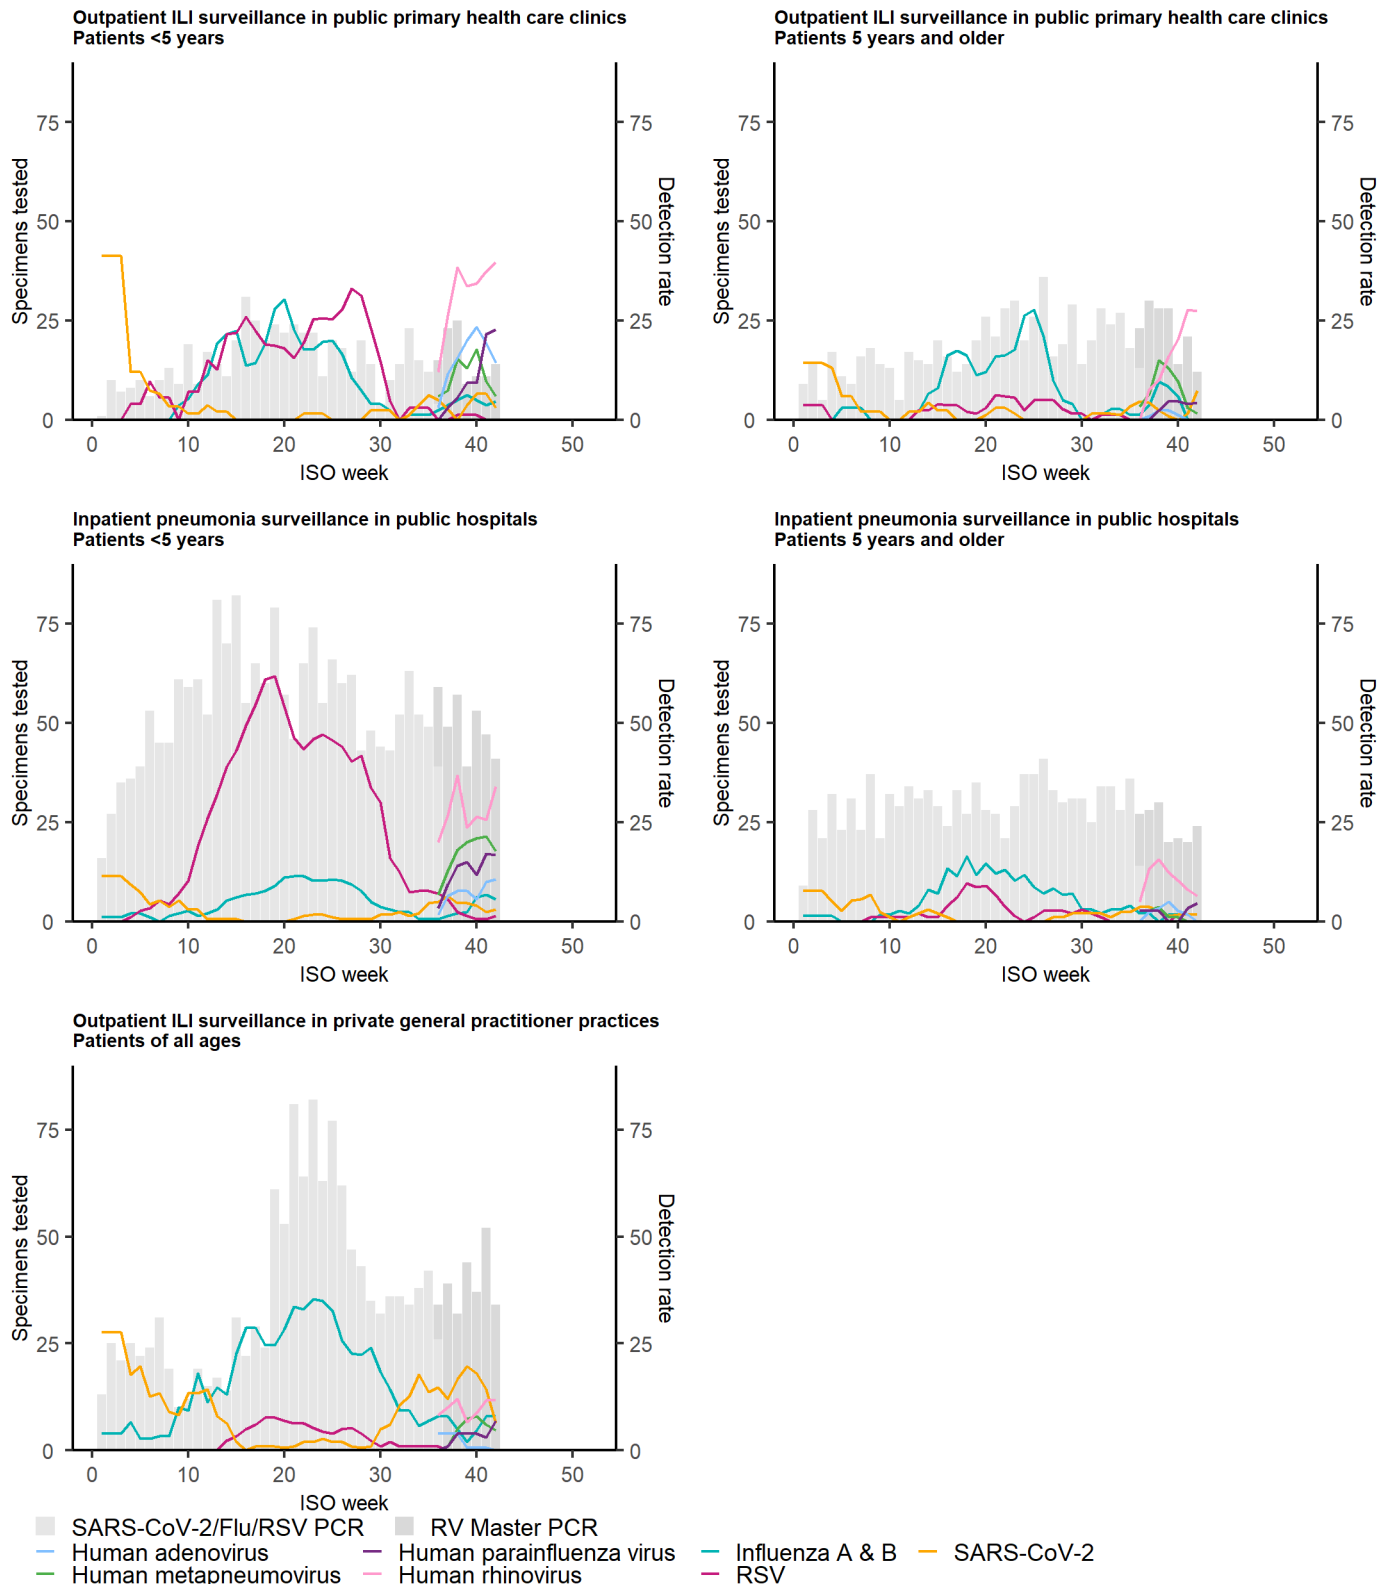 Outpatient ILI surveillance in public primary health care clinics
Patients <5 years
75
50
25
0
75
50
25
0
0 10 20 30 40 50
Specimens tested
Detection rate
ISO week
Outpatient ILI surveillance in public primary health care clinics
Patients 5 years and older
75
50
25
0
75
50
25
0
0 10 20 30 40 50
Specimens tested
Detection rate
ISO week
Inpatient pneumonia surveillance in public hospitals
Patients <5 years
75
50
25
0
75
50
25
0
0 10 20 30 40 50
Specimens tested
Detection rate
ISO week
Inpatient pneumonia surveillance in public hospitals
Patients 5 years and older
75
50
25
0
75
50
25
0
0 10 20 30 40 50
Specimens tested
Detection rate
ISO week
Outpatient ILI surveillance in private general practitioner practices
Patients of all ages
75
50
25
0
75
50
25
0
0 10 20 30 40 50
Specimens tested
Detection rate
ISO week
SARS-CoV-2/Flu/RSV PCR RV Master PCR
Human adenovirus Human parainfluenza virus Influenza A & B SARS-CoV-2
Human metapneumovirus Human rhinovirus RSV